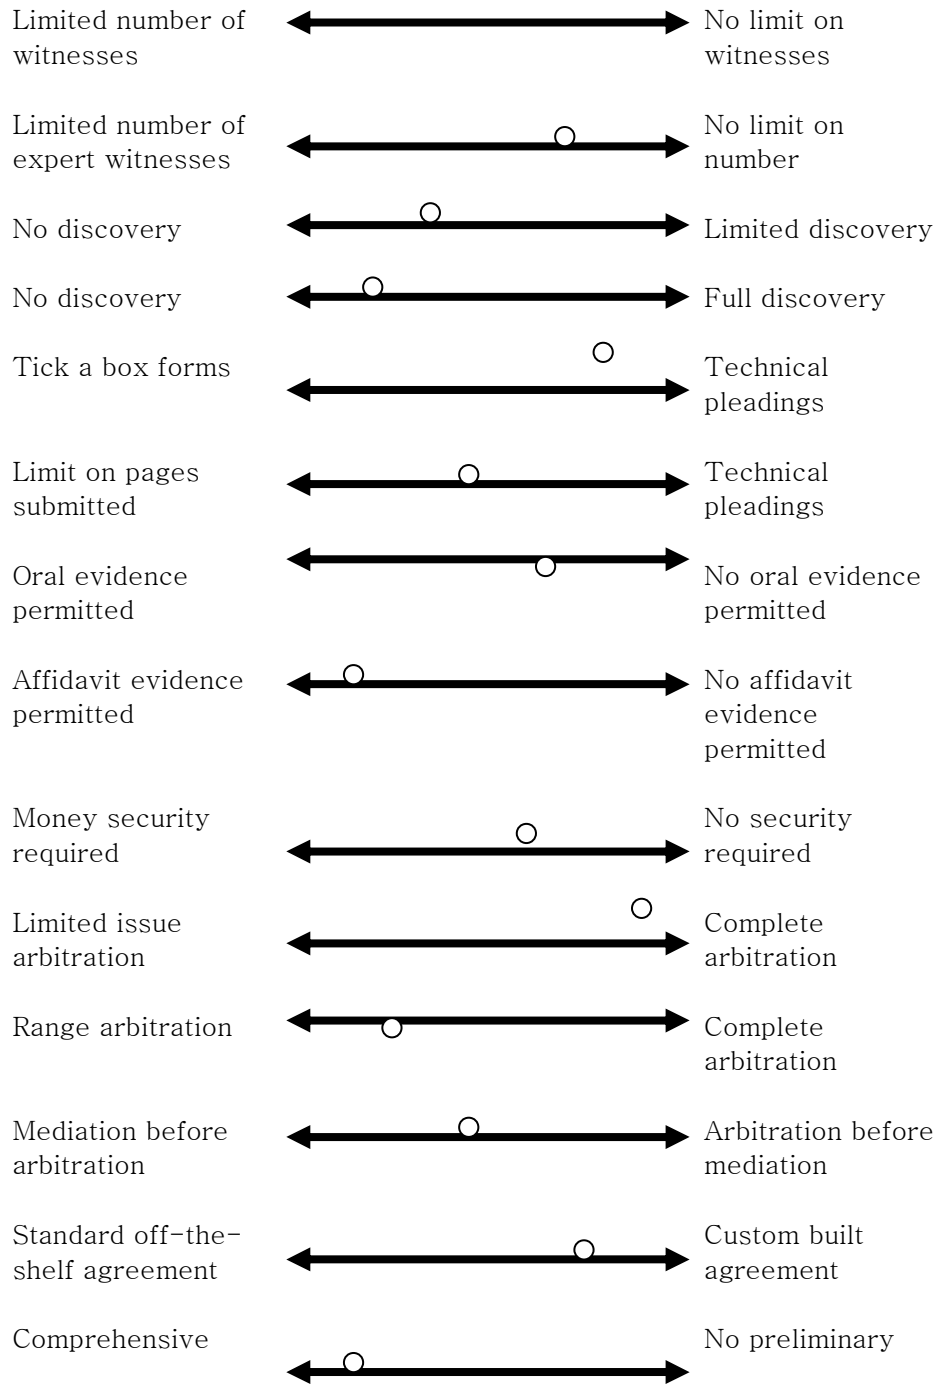 Limited number of
witnesses
No limit on
witnesses
Limited number of
expert witnesses
No limit on
number
No discovery
Limited discovery
No discovery
Full discovery
Tick a box forms
Technical
pleadings
Limit on pages
submitted
Technical
pleadings
Oral evidence
permitted
No oral evidence
permitted
Affidavit evidence
permitted
No affidavit
evidence
permitted
Money security
required
No security
required
Limited issue
arbitration
Complete
arbitration
Range arbitration
Complete
arbitration
Mediation before
arbitration
Arbitration before
mediation
Standard off-the-
shelf agreement
Custom built
agreement
Comprehensive
No preliminary